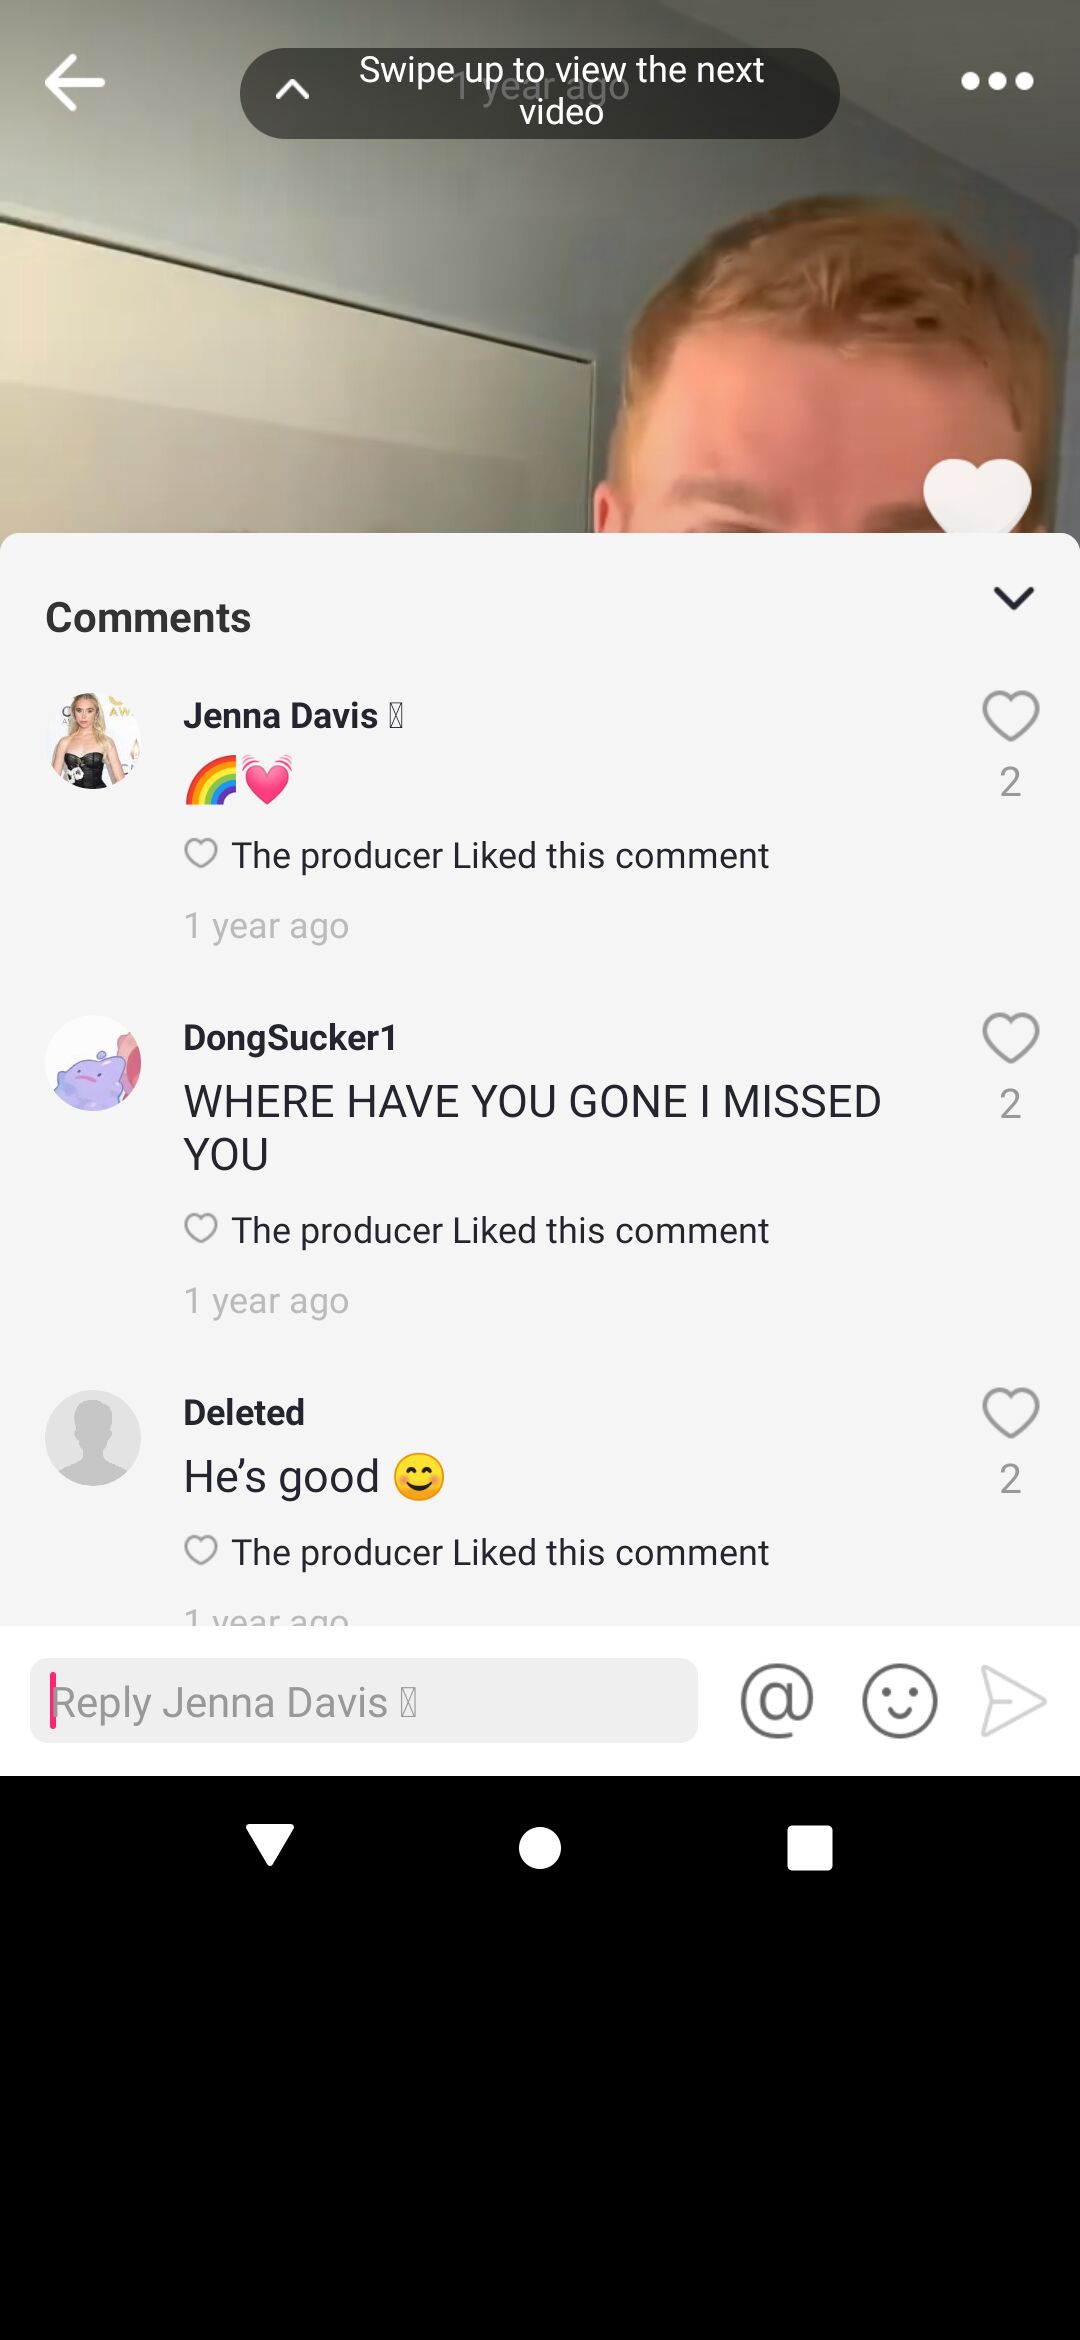 Swipe up to view the next
video
1 year ago
Comments
Jenna Davis
🌈💓
2
The producer Liked this comment
1 year ago
DongSucker1
WHERE HAVE YOU GONE I MISSED
YOU
2
The producer Liked this comment
1 year ago
Deleted
He’s good 😊
2
The producer Liked this comment
1 year ago
Reply Jenna Davis